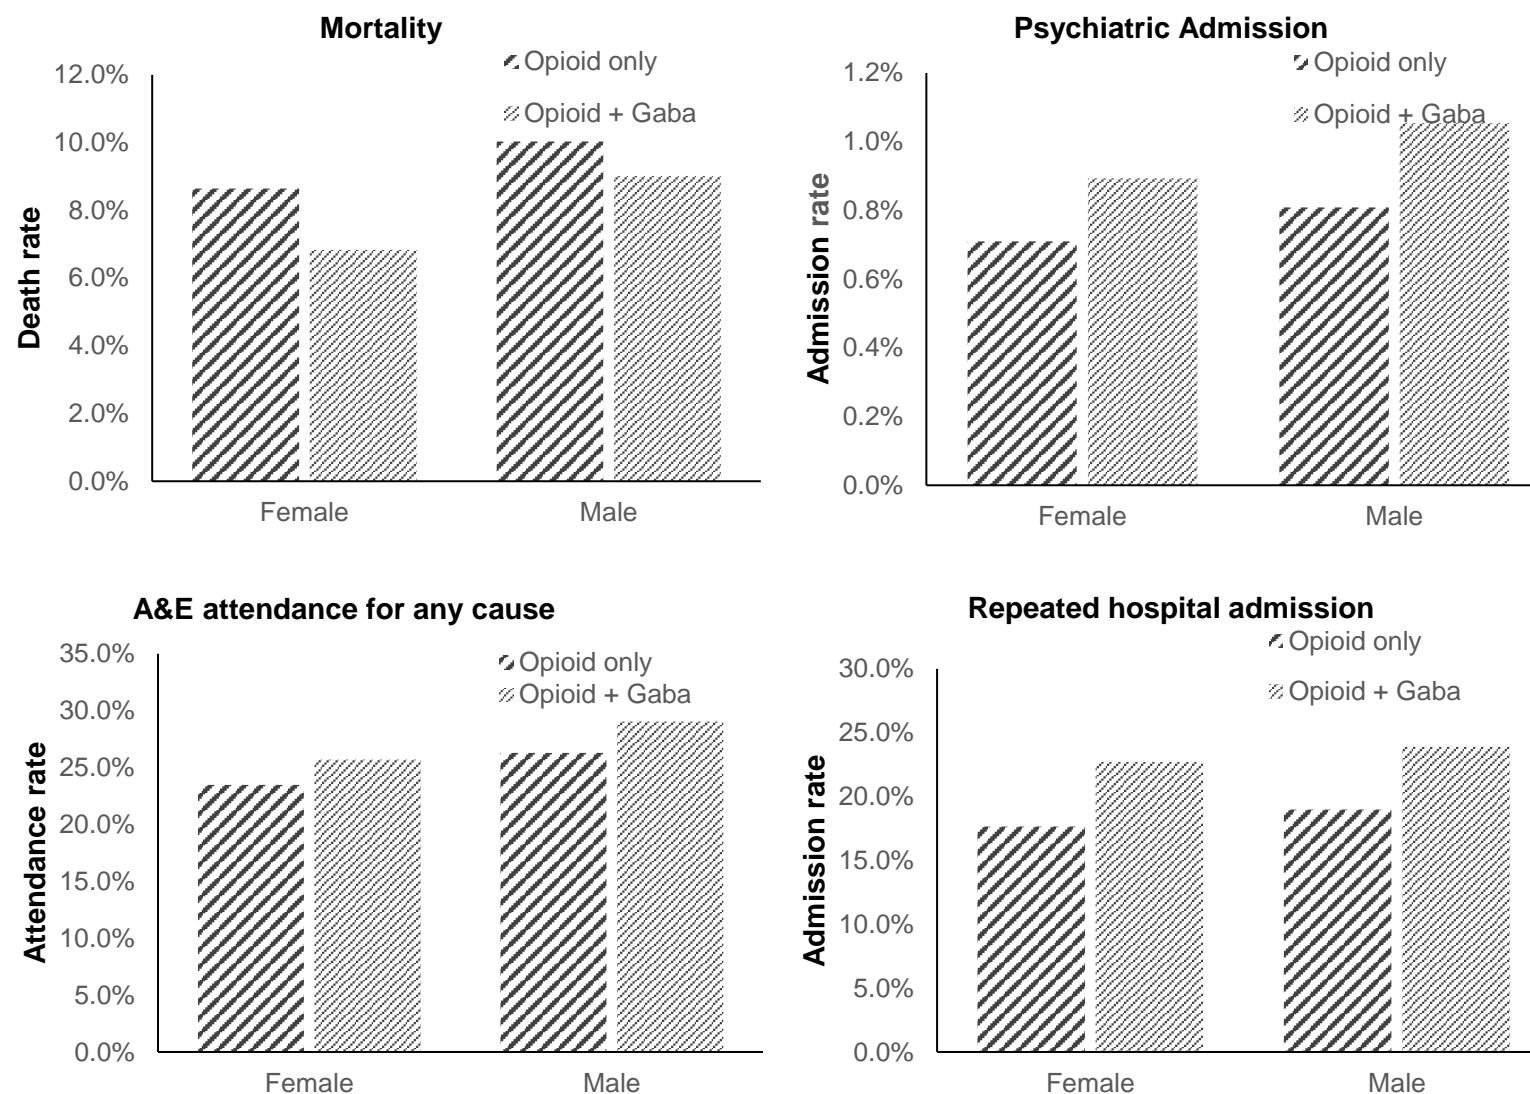 Mortality
Opioid only
Opioid + Gaba
12.0%
10.0%
8.0%
6.0%
4.0%
2.0%
0.0%
Death rate
Female
Male
Psychiatric Admission
Opioid only
Opioid + Gaba
1.2%
1.0%
0.8%
0.6%
0.4%
0.2%
0.0%
Admission rate
Female
Male
A&E attendance for any cause
Opioid only
Opioid + Gaba
35.0%
30.0%
25.0%
20.0%
15.0%
10.0%
5.0%
0.0%
Attendance rate
Female
Male
Repeated hospital admission
Opioid only
Opioid + Gaba
30.0%
25.0%
20.0%
15.0%
10.0%
5.0%
0.0%
Admission rate
Female
Male